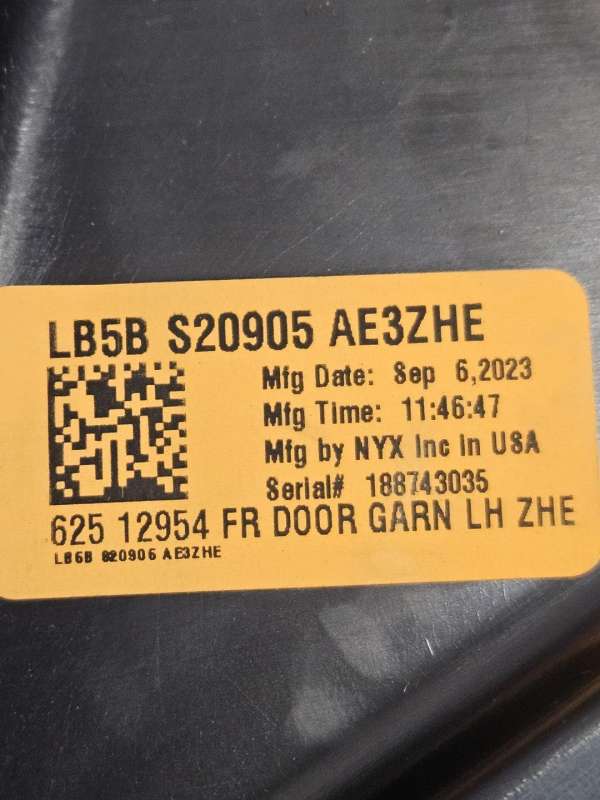 LB5B S20905 AE3ZHE
Mfg Date: Sep 6,2023
Mfg Time: 11:46:47
Mfg by NYX Inc in USA
Serial# 188743035
625 12954 FR DOOR GARN LH ZHE
LB5B S20905 AE3ZHE